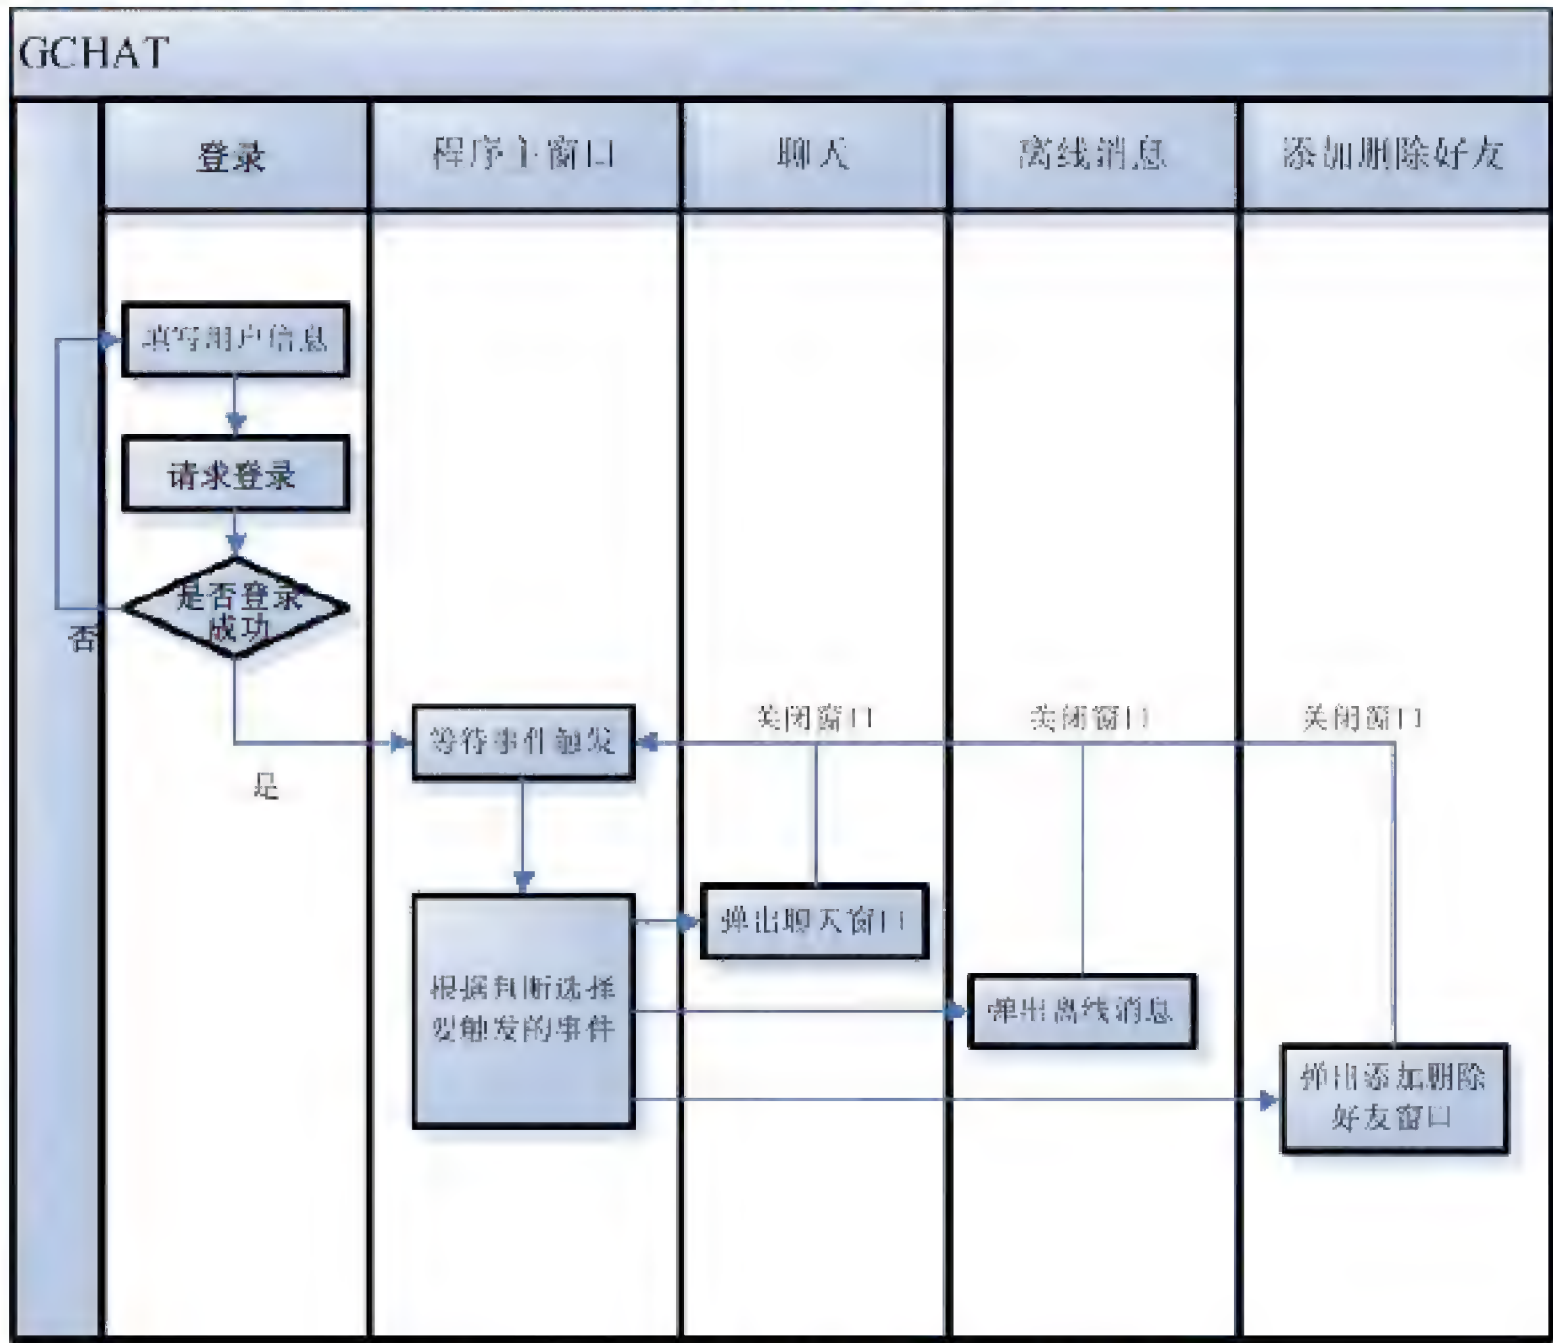 GCHAT
登录
程序主窗口
聊天
离线消息
添加删除好友
填写用户信息
请求登录
是否登录
成功
否
是
等待事件触发
关闭窗口
关闭窗口
关闭窗口
弹出聊天窗口
根据判断选择
要触发的事件
弹出离线消息
弹出添加删除
好友窗口